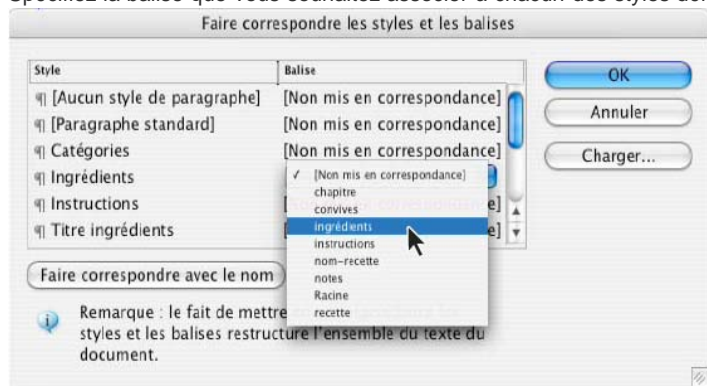 Faire correspondre les styles et les balises
Style Balise
¶ [Aucun style de paragraphe] [Non mis en correspondance]
¶ [Paragraphe standard] [Non mis en correspondance]
¶ Catégories [Non mis en correspondance]
¶ Ingrédients
¶ Instructions
¶ Titre ingrédients
✓ [Non mis en correspondance]
chapitre
convives
ingrédients
instructions
nom-recette
notes
Racine
recette
OK
Annuler
Charger...
Faire correspondre avec le nom
Remarque : le fait de mettre
styles et les balises restructure l'ensemble du texte du
document.